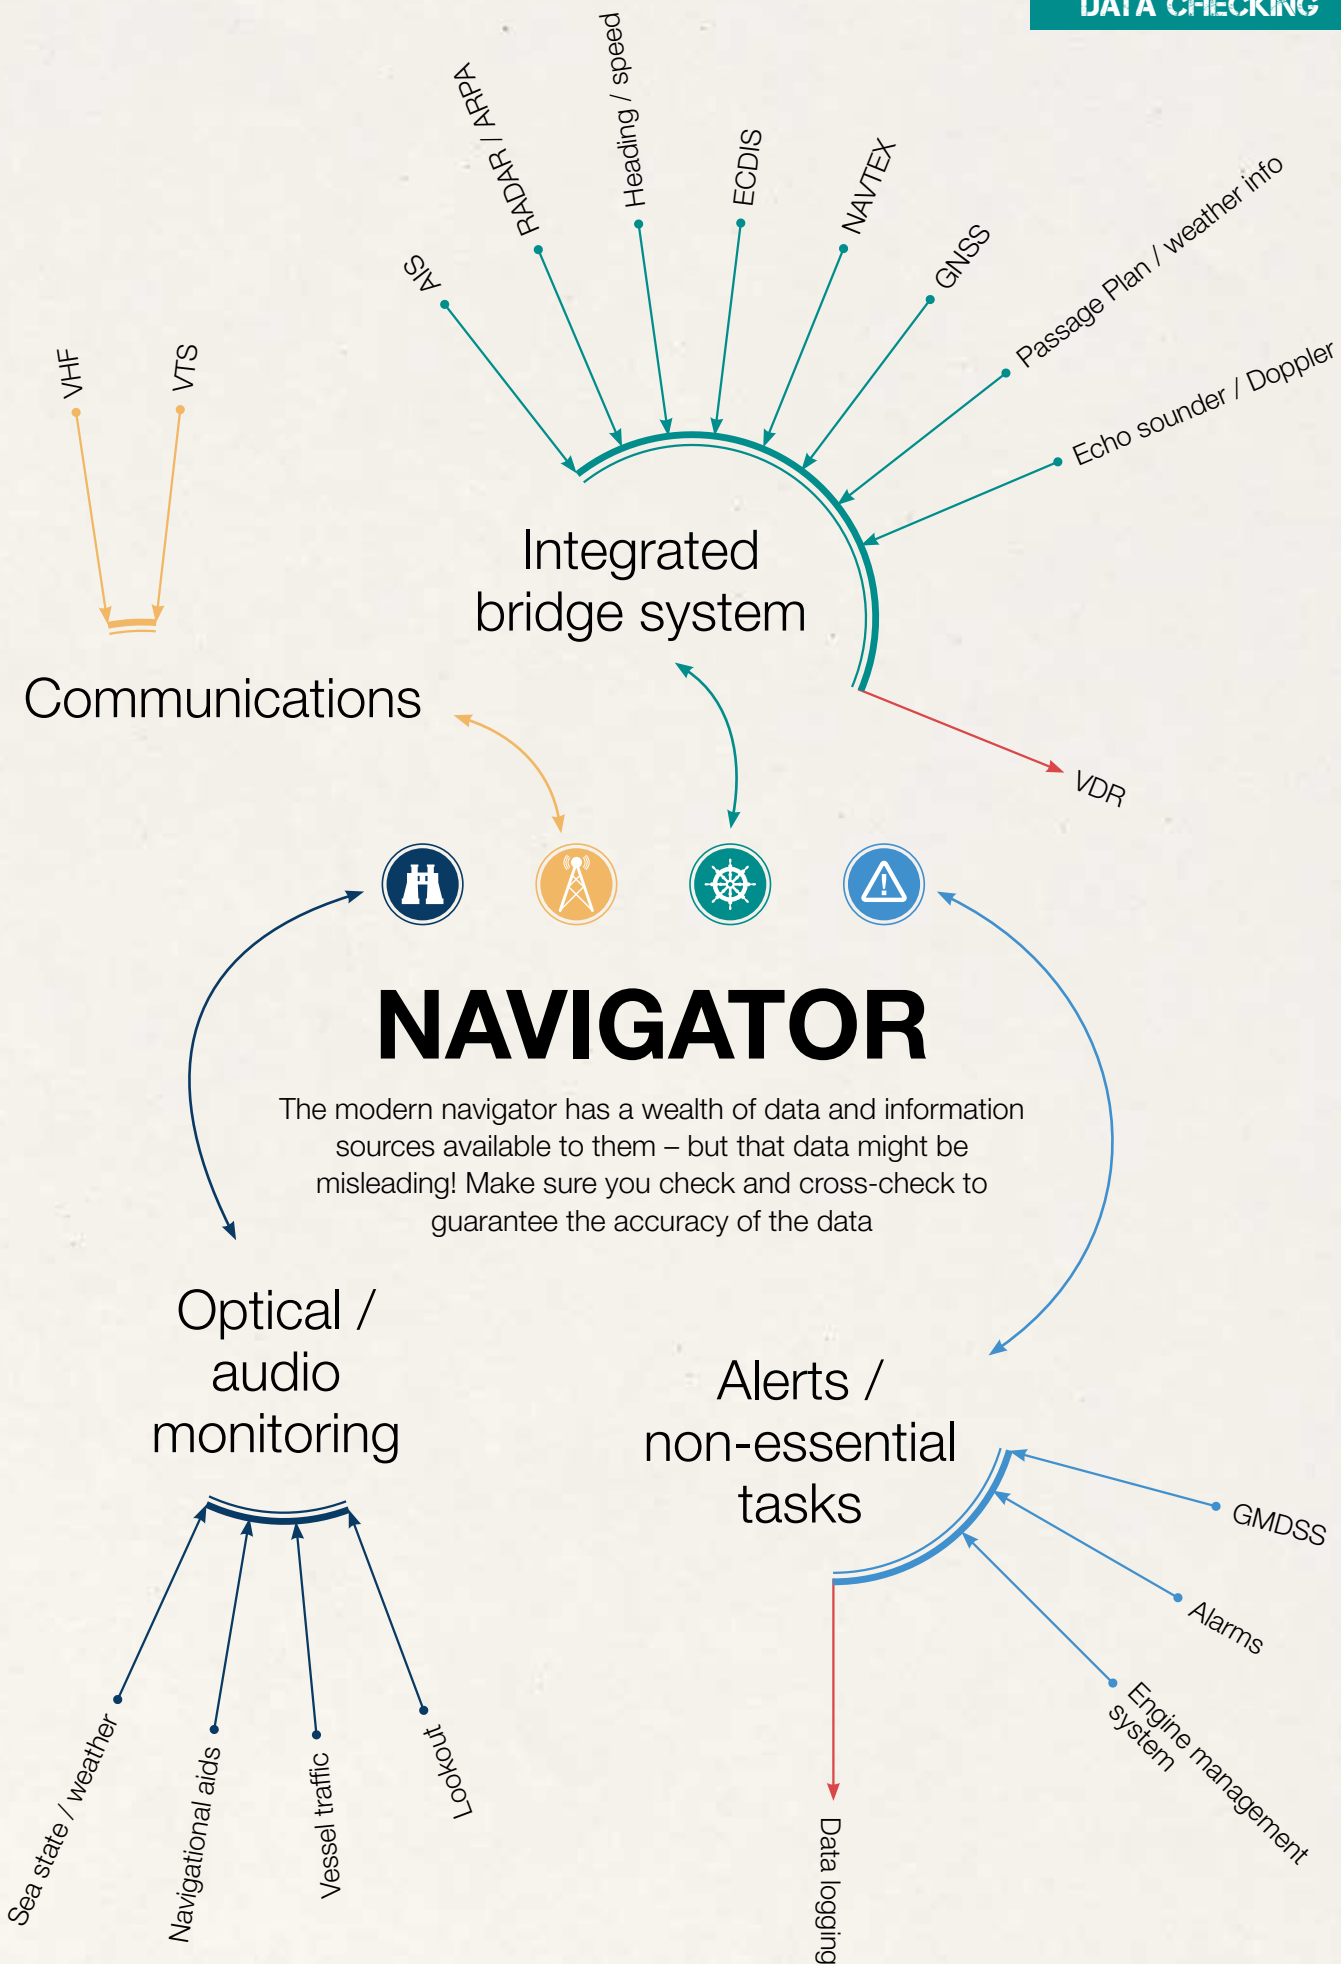 DATA CHECKING
AIS
RADAR / ARPA
Heading / speed
ECDIS
NAVTEX
GNSS
Passage Plan / weather info
Echo sounder / Doppler
VHF
VTS
Integrated
bridge system
Communications
VDR
NAVIGATOR
The modern navigator has a wealth of data and information
sources available to them – but that data might be
misleading! Make sure you check and cross-check to
guarantee the accuracy of the data
Optical /
audio
monitoring
Alerts /
non-essential
tasks
GMDSS
Alarms
Engine management
system
Data logging
Sea state / weather
Navigational aids
Vessel traffic
Lookout